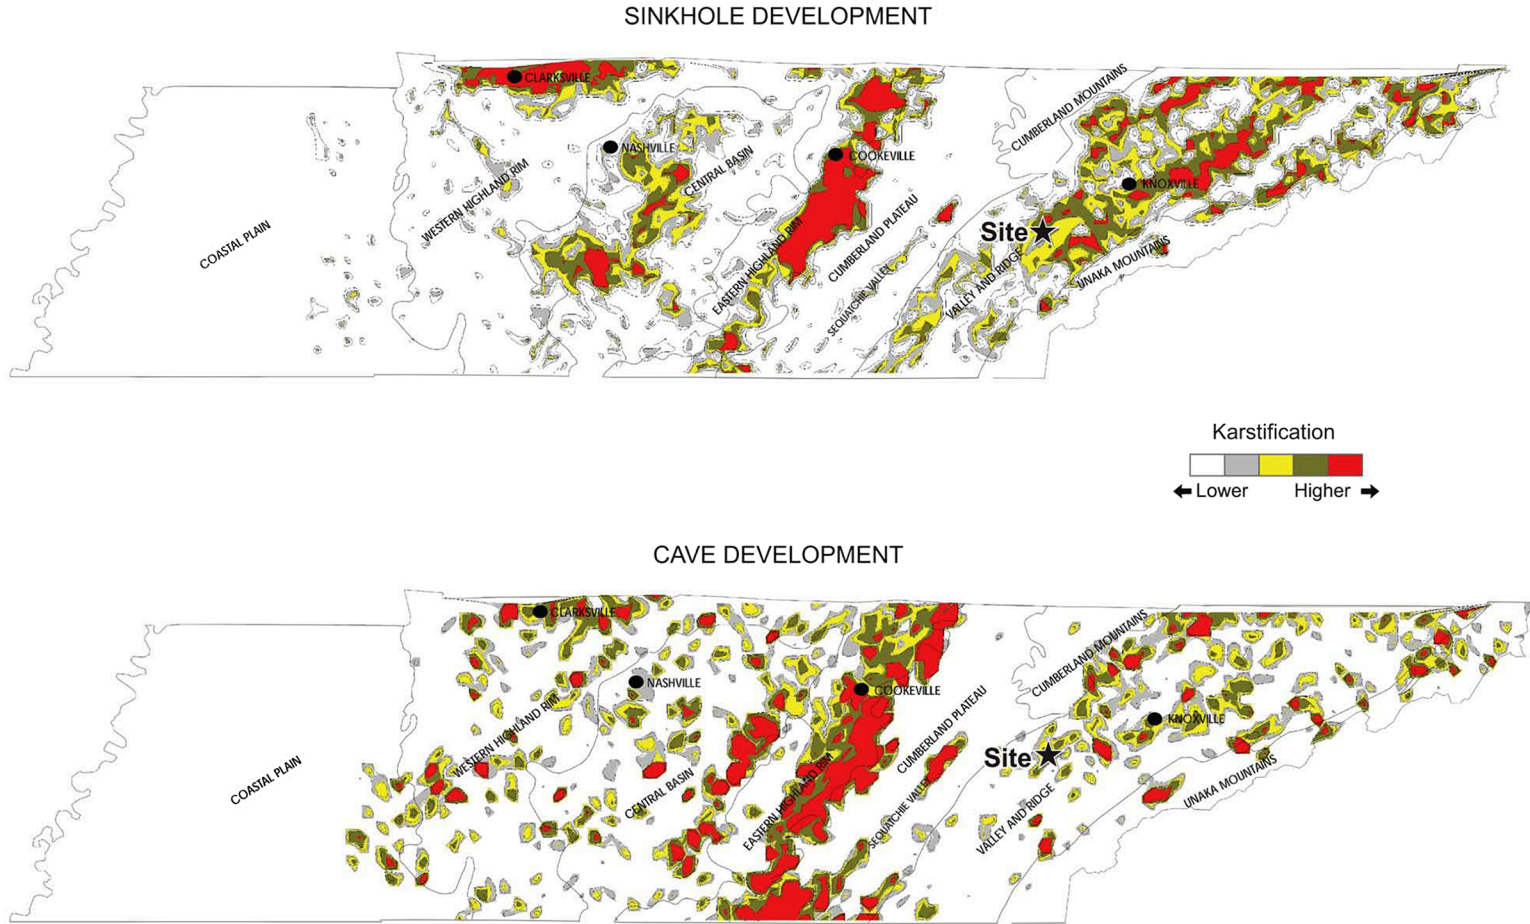 SINKHOLE DEVELOPMENT
CLARKSVILLE
CUMBERLAND MOUNTAINS
NASHVILLE
COOKEVILLE
CENTRAL BASIN
WESTERN HIGHLAND RIM
KNOXVILLE
COASTAL PLAIN
CUMBERLAND PLATEAU
Site
EASTERN HIGHLAND RIM
UNAKA MOUNTAINS
SEQUATCHIE VALLEY
VALLEY AND RIDGE
Karstification
Lower Higher
CAVE DEVELOPMENT
CLARKSVILLE
CUMBERLAND MOUNTAINS
NASHVILLE
COOKEVILLE
KNOXVILLE
WESTERN HIGHLAND RIM
CUMBERLAND PLATEAU
Site
COASTAL PLAIN
CENTRAL BASIN
EASTERN HIGHLAND RIM
SEQUATCHIE VALLEY
UNAKA MOUNTAINS
VALLEY AND RIDGE